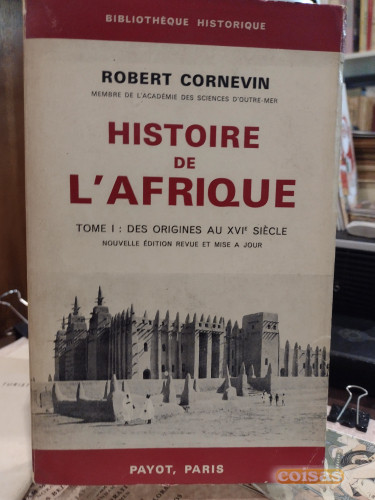 BIBLIOTHÈQUE HISTORIQUE
ROBERT CORNEVIN
MEMBRE DE L'ACADÉMIE DES SCIENCES D'OUTRE-MER
HISTOIRE
DE
L'AFRIQUE
TOME I : DES ORIGINES AU XVIᵉ SIÈCLE
NOUVELLE ÉDITION REVUE ET MISE A JOUR
PAYOT, PARIS
coisas